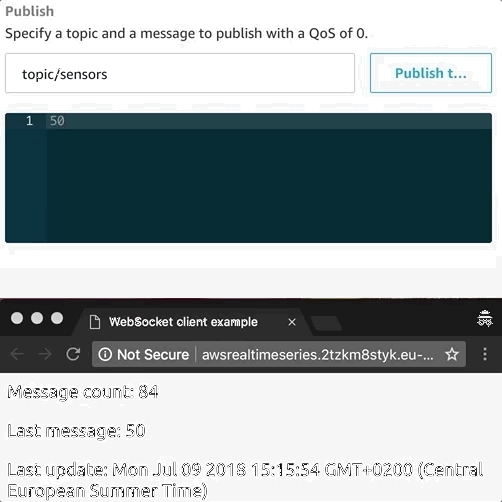 Publish
Specify a topic and a message to publish with a QoS of 0.
topic/sensors
Publish t...
1 50
WebSocket client example
Not Secure awsrealtimeseries.2tzkm8styk.eu-...
Message count: 84
Last message: 50
Last update: Mon Jul 09 2018 15:15:54 GMT+0200 (Central
European Summer Time)